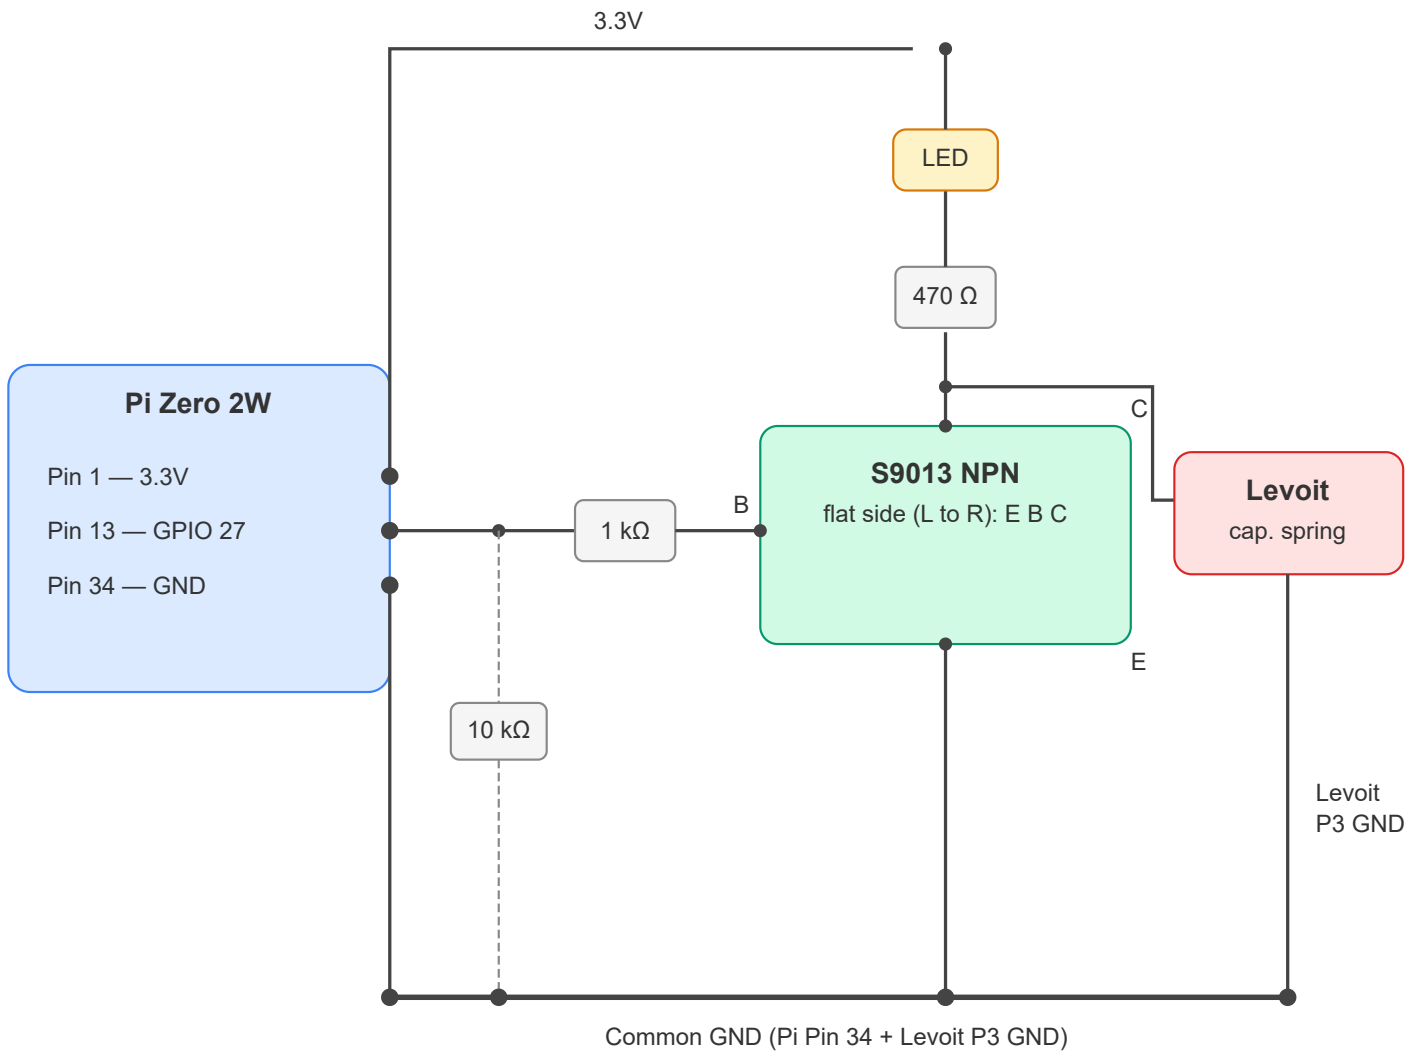 3.3V
LED
470 Ω
Pi Zero 2W
C
Pin 1 — 3.3V
Pin 13 — GPIO 27
Pin 34 — GND
B
1 kΩ
S9013 NPN
flat side (L to R): E B C
Levoit
cap. spring
E
10 kΩ
Levoit
P3 GND
Common GND (Pi Pin 34 + Levoit P3 GND)